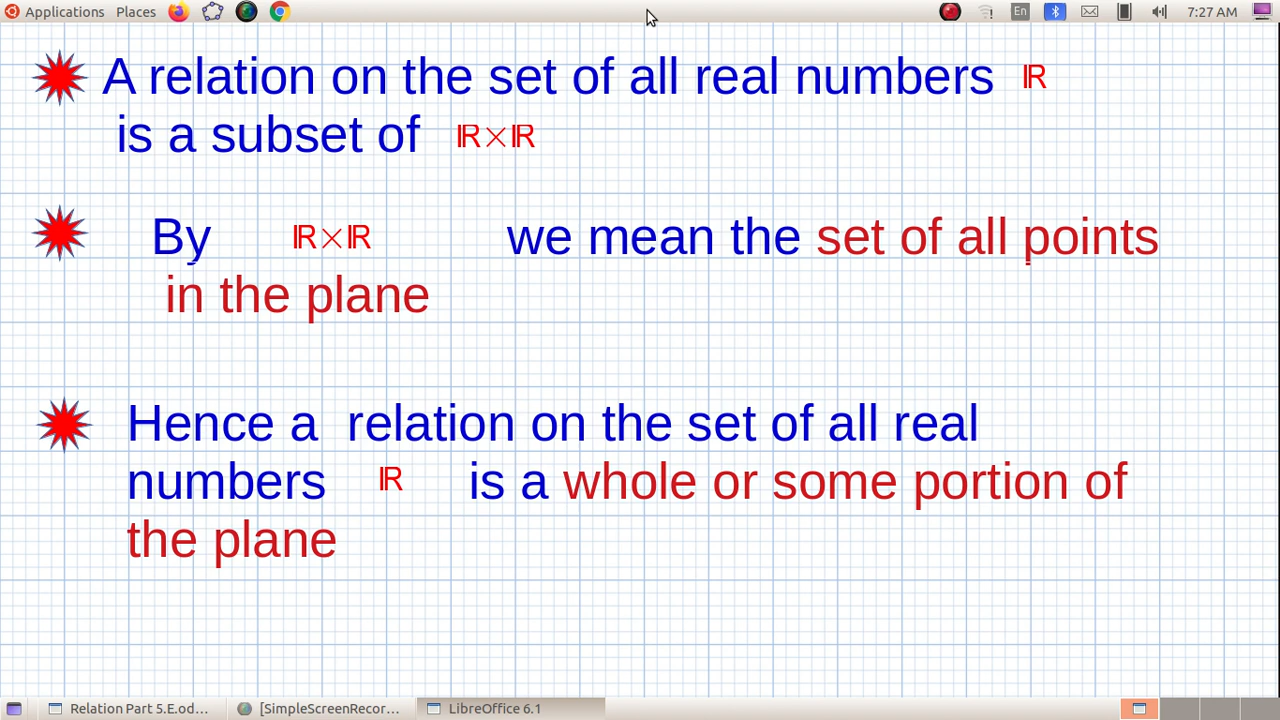 Applications Places En 7:27 AM
A relation on the set of all real numbers ℝ
is a subset of ℝ×ℝ
By ℝ×ℝ we mean the set of all points
in the plane
Hence a relation on the set of all real
numbers ℝ is a whole or some portion of
the plane
Relation Part 5.E.od... [SimpleScreenRecor... LibreOffice 6.1